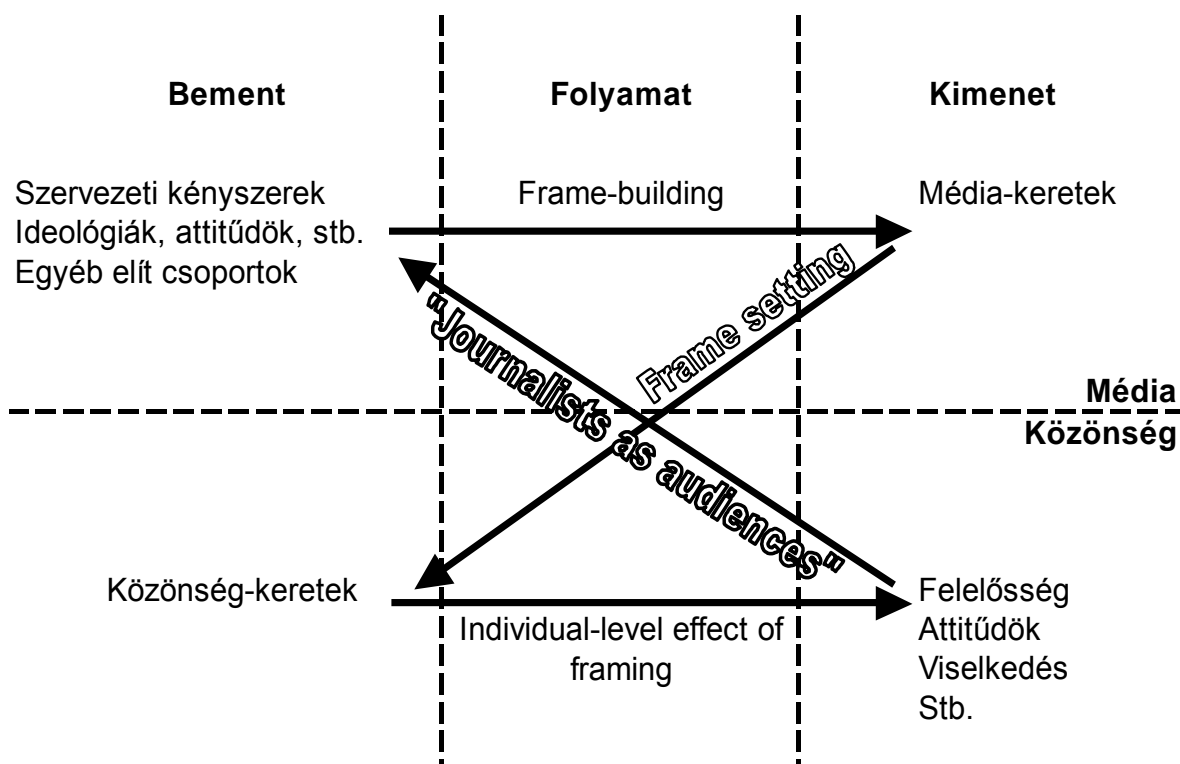 Bement
Folyamat
Kimenet
Szervezeti kényszerek
Ideológiák, attitűdök, stb.
Egyéb elít csoportok
Frame-building
Média-keretek
Frame setting
"Journalists as audiences"
Média
Közönség
Közönség-keretek
Individual-level effect of
framing
Felelősség
Attitűdök
Viselkedés
Stb.